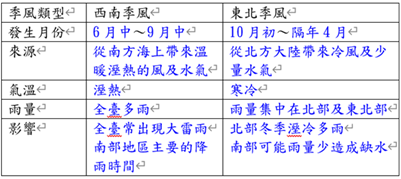 季風類型 西南季風 東北季風
發生月份 6月中～9月中 10月初～隔年4月
來源 從南方海上帶來溫暖溼熱的風及水氣 從北方大陸帶來冷風及少量水氣
氣溫 溼熱 寒冷
雨量 全臺多雨 雨量集中在北部及東北部
影響 全臺常出現大雷雨 北部冬季溼冷多雨
南部地區主要的降雨時間 南部可能雨量少造成缺水